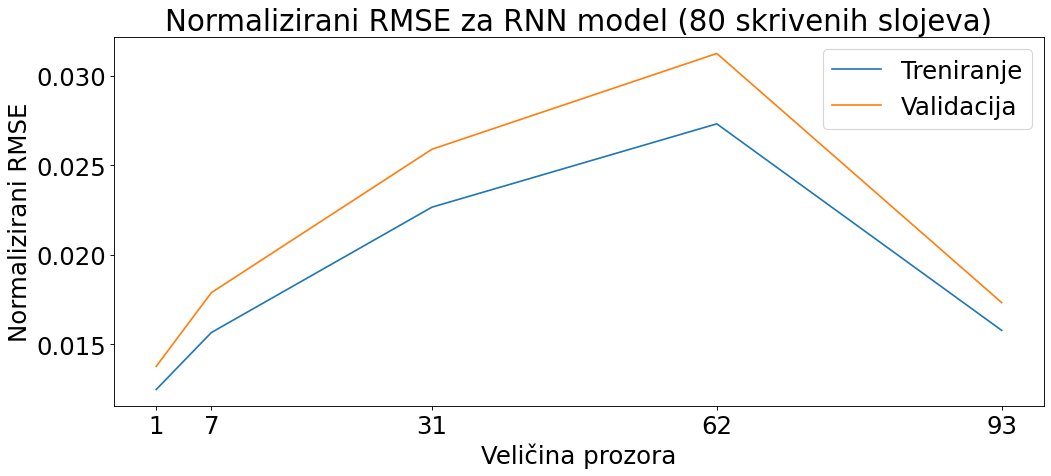 Normalizirani RMSE za RNN model (80 skrivenih slojeva)
Normalizirani RMSE
0.030
0.025
0.020
0.015
Treniranje
Validacija
1 7 31 62 93
Veličina prozora